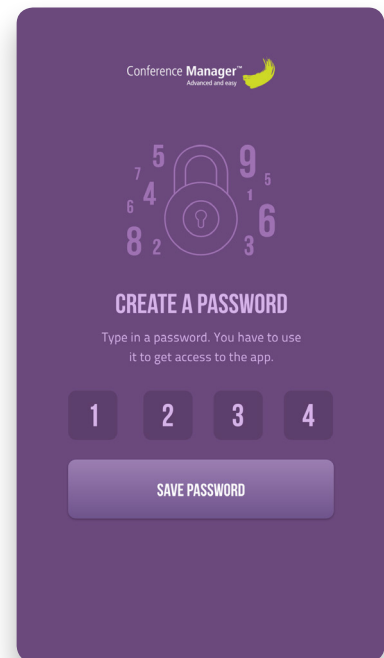 Conference Manager™
Advanced and easy
5 9
7 5
4 1
6 6
8 2 3
CREATE A PASSWORD
Type in a password. You have to use
it to get access to the app.
1 2 3 4
SAVE PASSWORD